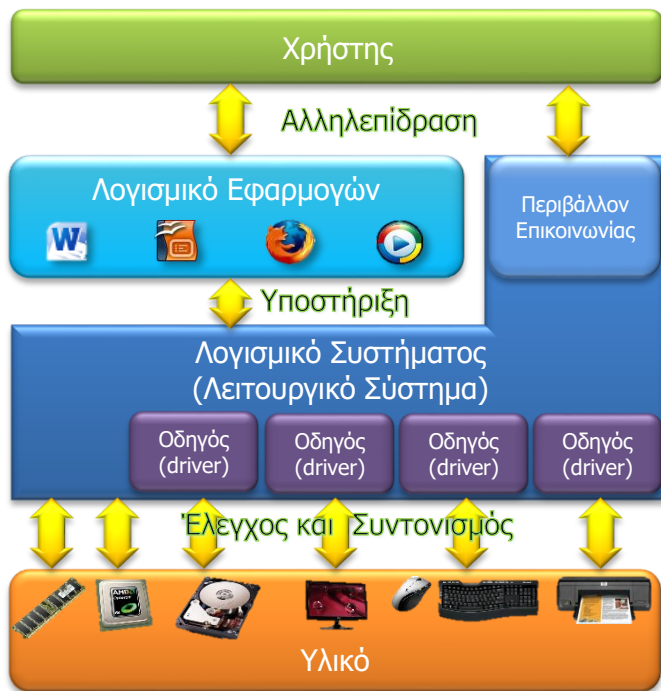 Χρήστης
Αλληλεπίδραση
Λογισμικό Εφαρμογών
W
Περιβάλλον
Επικοινωνίας
Υποστήριξη
Λογισμικό Συστήματος
(Λειτουργικό Σύστημα)
Οδηγός
(driver)
Οδηγός
(driver)
Οδηγός
(driver)
Οδηγός
(driver)
Έλεγχος και Συντονισμός
AMD
Υλικό